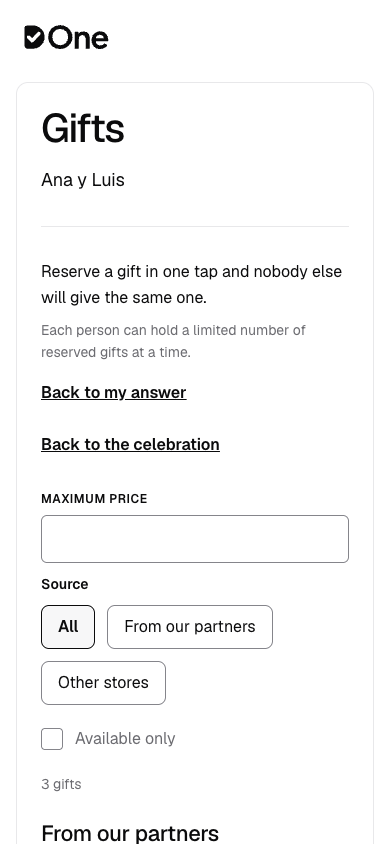 One
Gifts
Ana y Luis
Reserve a gift in one tap and nobody else
will give the same one.
Each person can hold a limited number of
reserved gifts at a time.
Back to my answer
Back to the celebration
MAXIMUM PRICE
Source
All
From our partners
Other stores
Available only
3 gifts
From our partners